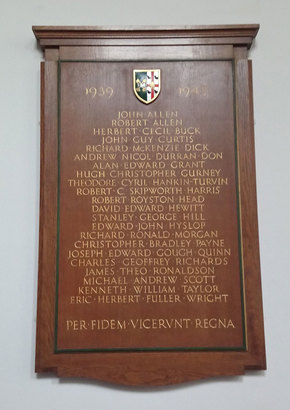 1939 1945
JOHN ALLEN
ROBERT ALLEN
HERBERT CECIL BUCK
JOHN GUY CURTIS
RICHARD McKENZIE DICK
ANDREW NICOL DURRAN DON
ALAN EDWARD GRANT
HUGH CHRISTOPHER GURNEY
THEODORE CYRIL HANKIN-TURVIN
ROBERT C. SKIPWORTH HARRIS
ROBERT ROYSTON HEAD
DAVID EDWARD HEWITT
STANLEY GEORGE HILL
EDWARD JOHN HYSLOP
RICHARD RONALD MORGAN
CHRISTOPHER BRADLEY PAYNE
JOSEPH EDWARD GOUGH QUINN
CHARLES GEOFFREY RICHARDS
JAMES THEO RONALDSON
MICHAEL ANDREW SCOTT
KENNETH WILLIAM TAYLOR
ERIC HERBERT FULLER WRIGHT
PER FIDEM VICERVNT REGNA